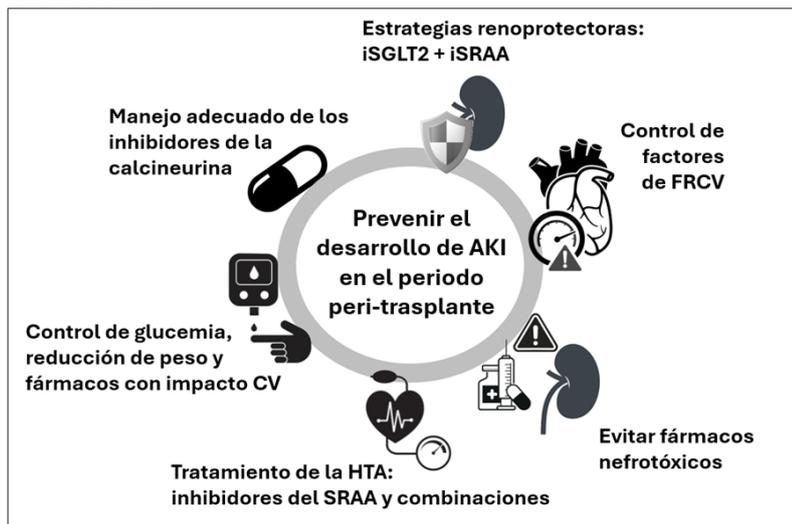 Estrategias renoprotectoras:
iSGLT2 + iSRAA
Manejo adecuado de los
inhibidores de la
calcineurina
Control de
factores
de FRCV
Prevenir el
desarrollo de AKI
en el periodo
peri-trasplante
Control de glucemia,
reducción de peso y
fármacos con impacto CV
Evitar fármacos
nefrotóxicos
Tratamiento de la HTA:
inhibidores del SRAA y combinaciones